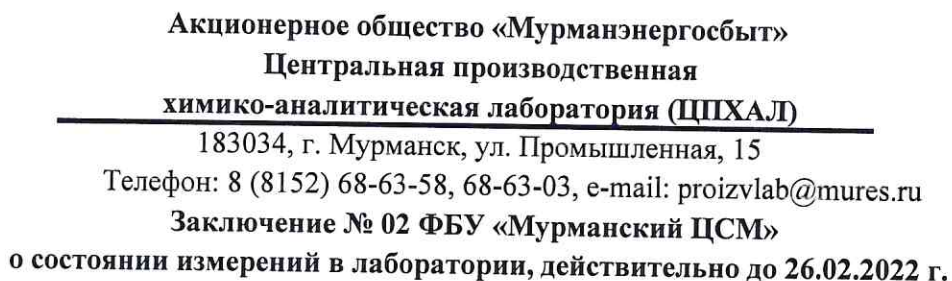 Акционерное общество «Мурманэнергосбыт»
Центральная производственная
химико-аналитическая лаборатория (ЦПХАЛ)
183034, г. Мурманск, ул. Промышленная, 15
Телефон: 8 (8152) 68-63-58, 68-63-03, e-mail: proizvlab@mures.ru
Заключение № 02 ФБУ «Мурманский ЦСМ»
о состоянии измерений в лаборатории, действительно до 26.02.2022 г.